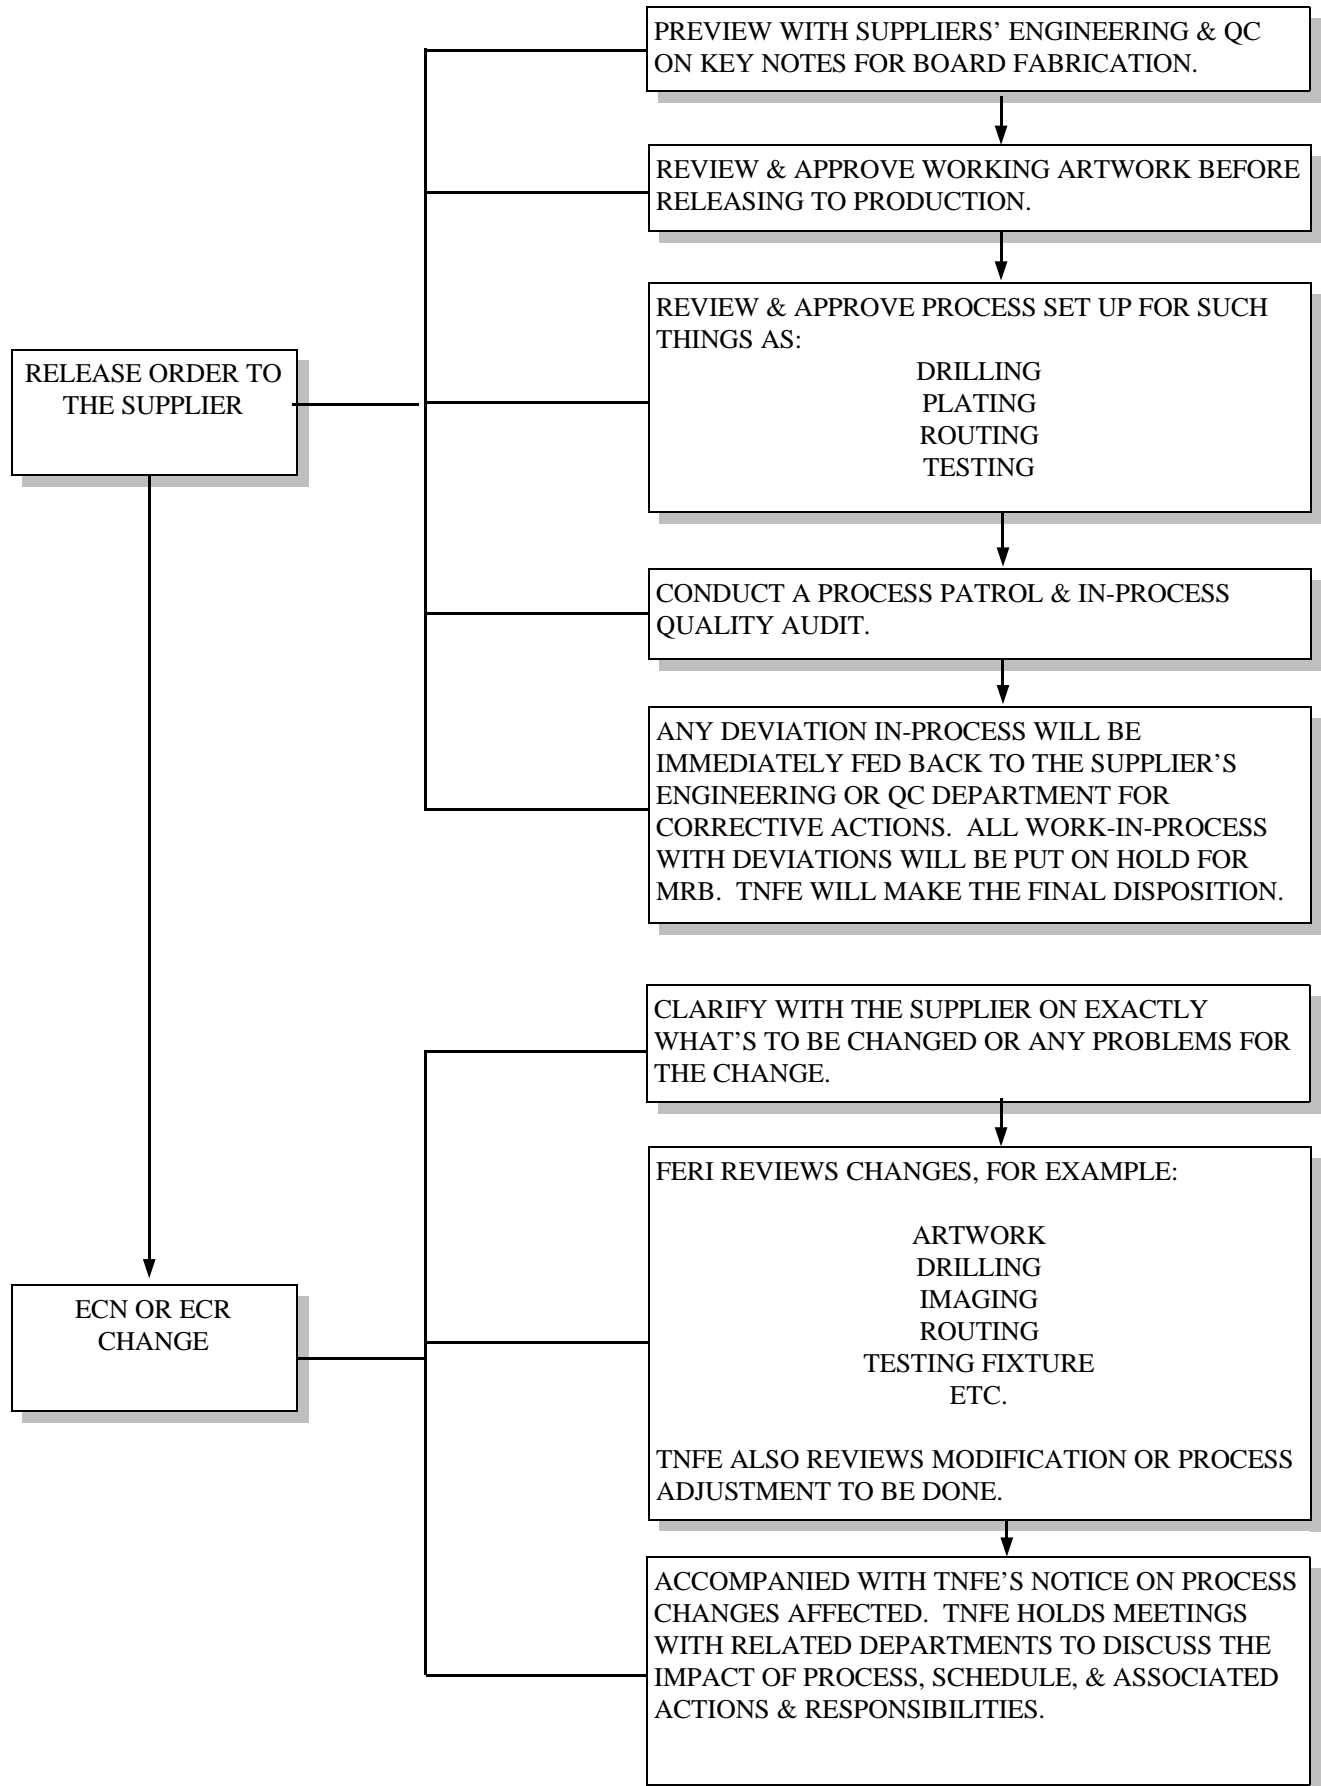 PREVIEW WITH SUPPLIERS’ ENGINEERING & QC
ON KEY NOTES FOR BOARD FABRICATION.
REVIEW & APPROVE WORKING ARTWORK BEFORE
RELEASING TO PRODUCTION.
REVIEW & APPROVE PROCESS SET UP FOR SUCH
THINGS AS:
DRILLING
PLATING
ROUTING
TESTING
RELEASE ORDER TO
THE SUPPLIER
CONDUCT A PROCESS PATROL & IN-PROCESS
QUALITY AUDIT.
ANY DEVIATION IN-PROCESS WILL BE
IMMEDIATELY FED BACK TO THE SUPPLIER’S
ENGINEERING OR QC DEPARTMENT FOR
CORRECTIVE ACTIONS.  ALL WORK-IN-PROCESS
WITH DEVIATIONS WILL BE PUT ON HOLD FOR
MRB.  TNFE WILL MAKE THE FINAL DISPOSITION.
CLARIFY WITH THE SUPPLIER ON EXACTLY
WHAT’S TO BE CHANGED OR ANY PROBLEMS FOR
THE CHANGE.
FERI REVIEWS CHANGES, FOR EXAMPLE:
ARTWORK
DRILLING
IMAGING
ROUTING
TESTING FIXTURE
ETC.
TNFE ALSO REVIEWS MODIFICATION OR PROCESS
ADJUSTMENT TO BE DONE.
ECN OR ECR
CHANGE
ACCOMPANIED WITH TNFE’S NOTICE ON PROCESS
CHANGES AFFECTED.  TNFE HOLDS MEETINGS
WITH RELATED DEPARTMENTS TO DISCUSS THE
IMPACT OF PROCESS, SCHEDULE, & ASSOCIATED
ACTIONS & RESPONSIBILITIES.